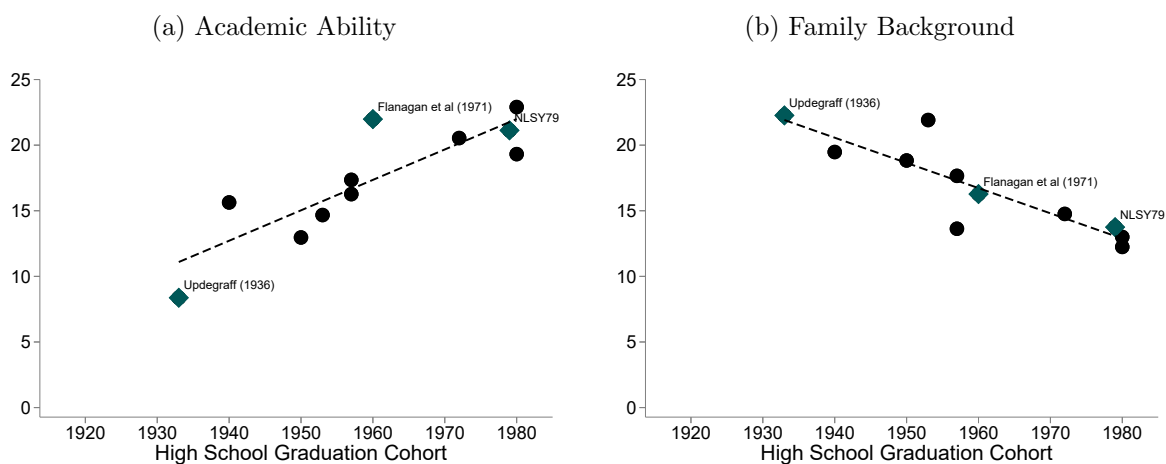 (a) Academic Ability
25
20
15
10
5
0
Flanagan et al (1971)
NLSY79
Updegraff (1936)
1920 1930 1940 1950 1960 1970 1980
High School Graduation Cohort
(b) Family Background
25
20
15
10
5
0
Updegraff (1936)
Flanagan et al (1971)
NLSY79
1920 1930 1940 1950 1960 1970 1980
High School Graduation Cohort